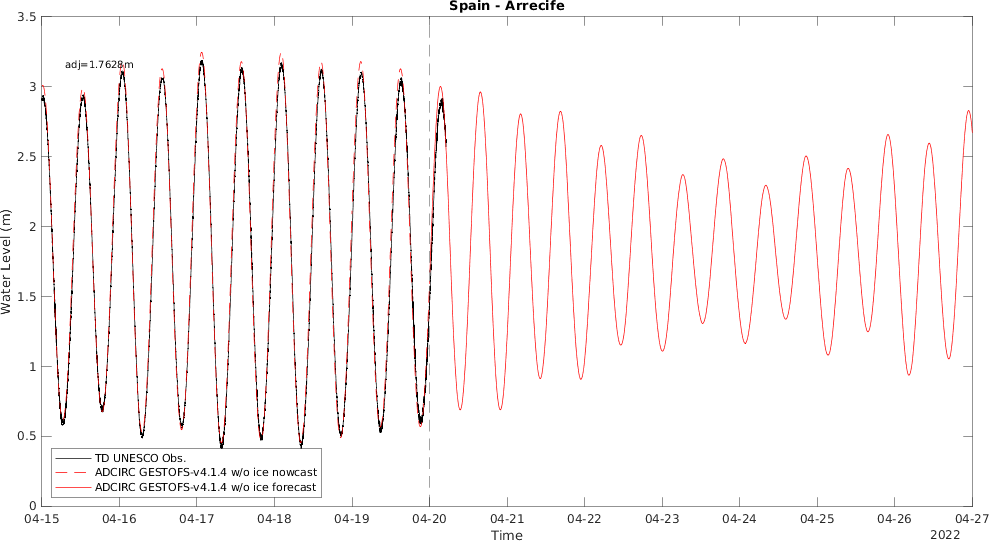 Spain - Arrecife
3.5
adj=1.7628m
3
2.5
2
1.5
1
0.5
0
Water Level (m)
TD UNESCO Obs.
ADCIRC GESTOFS-v4.1.4 w/o ice nowcast
ADCIRC GESTOFS-v4.1.4 w/o ice forecast
04-15 04-16 04-17 04-18 04-19 04-20 04-21 04-22 04-23 04-24 04-25 04-26 04-27
Time
2022